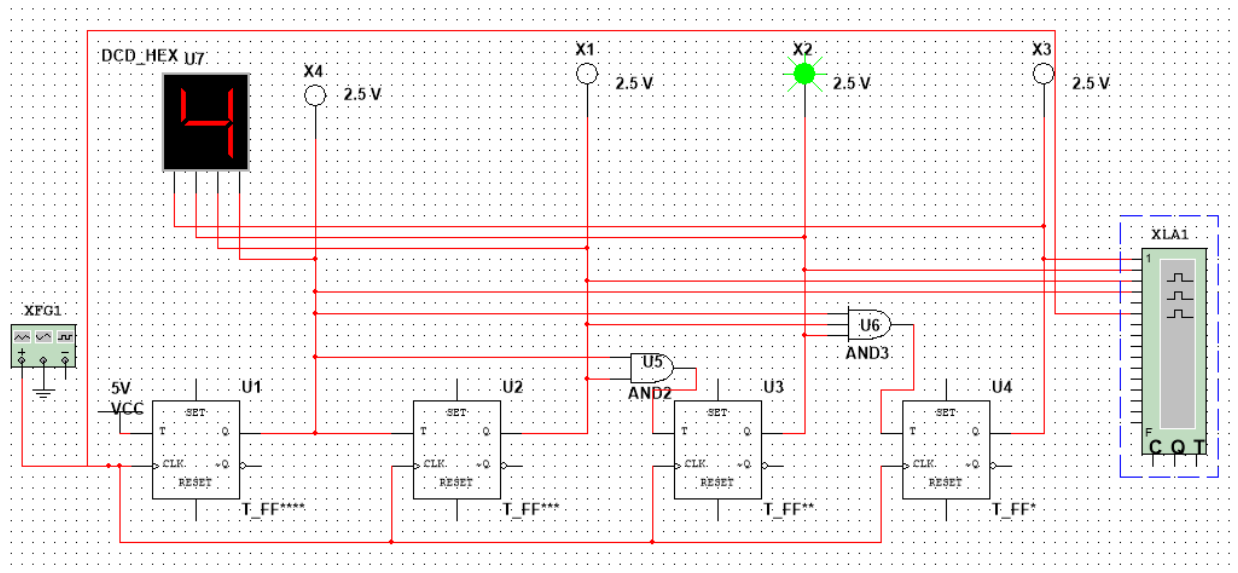 DCD_HEX U7
4
X4
2.5 V
X1
2.5 V
X2
2.5 V
X3
2.5 V
XLA1
1
F
C Q T
XFG1
+
−
U6
AND3
U5
AND2
5V
VCC
U1
SET
T Q
CLK ~Q
RESET
T_FF****
U2
SET
T Q
CLK ~Q
RESET
T_FF***
U3
SET
T Q
CLK ~Q
RESET
T_FF**
U4
SET
T Q
CLK ~Q
RESET
T_FF*